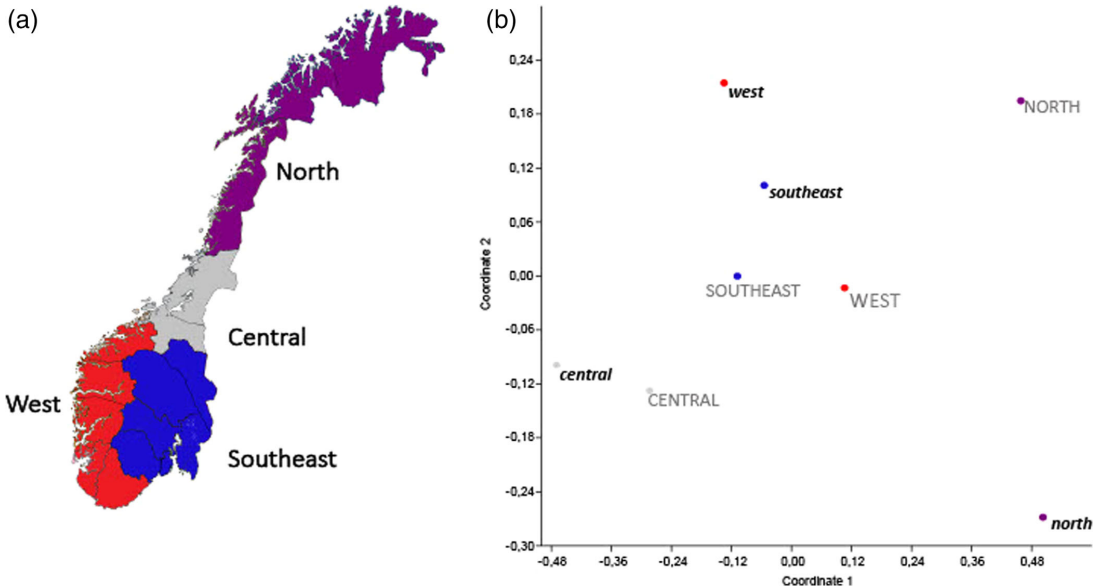 (a)
North
Central
West
Southeast
(b)
Coordinate 2
0,24
0,18
0,12
0,06
0,00
-0,06
-0,12
-0,18
-0,24
-0,30
west
NORTH
southeast
SOUTHEAST
WEST
central
CENTRAL
north
-0,48 -0,36 -0,24 -0,12 0,00 0,12 0,24 0,36 0,48
Coordinate 1